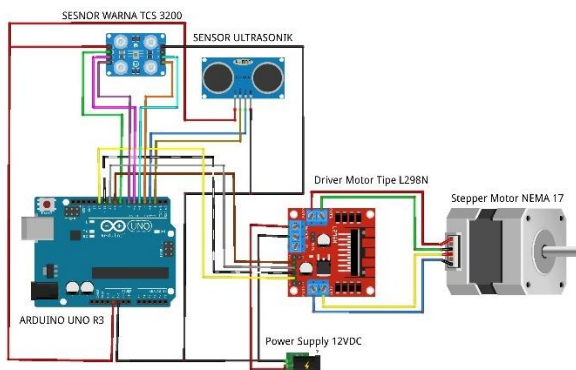 SESNOR WARNA TCS 3200
SENSOR ULTRASONIK
Driver Motor Tipe L298N
Stepper Motor NEMA 17
UNO
ARDUINO UNO R3
Power Supply 12VDC